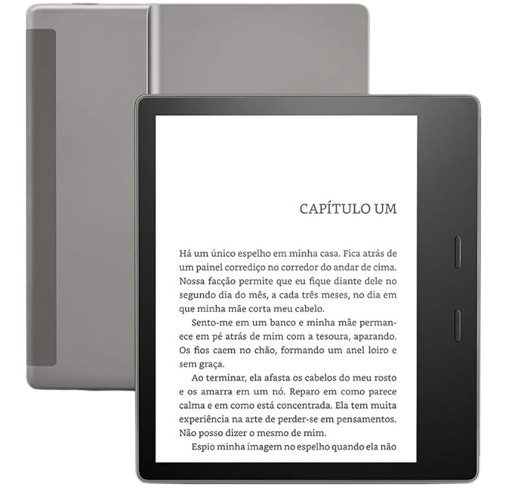 CAPÍTULO UM
Há um único espelho em minha casa. Fica atrás de
um painel corrediço no corredor do andar de cima.
Nossa facção permite que eu fique diante dele no
segundo dia do mês, a cada três meses, no dia em
que minha mãe corta meu cabelo.
Sento-me em um banco e minha mãe perman-
ece em pé atrás de mim com a tesoura, aparando.
Os fios caem no chão, formando um anel loiro e
sem graça.
Ao terminar, ela afasta os cabelos do meu rosto
e os amarra em um nó. Reparo em como parece
calma e em como está concentrada. Ela tem muita
experiência na arte de perder-se em pensamentos.
Não posso dizer o mesmo de mim.
Espio minha imagem no espelho quando ela não